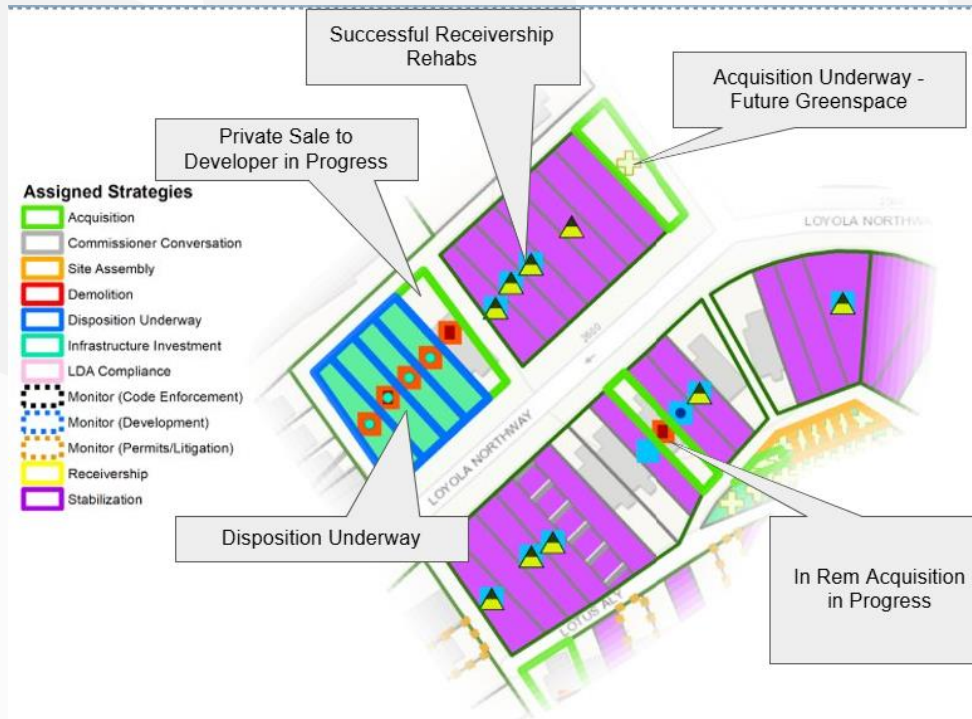 Successful Receivership
Rehabs
Acquisition Underway -
Future Greenspace
Private Sale to
Developer in Progress
Assigned Strategies
Acquisition
Commissioner Conversation
Site Assembly
Demolition
Disposition Underway
Infrastructure Investment
LDA Compliance
Monitor (Code Enforcement)
Monitor (Development)
Monitor (Permits/Litigation)
Receivership
Stabilization
LOYOLA NORTHWAY
2600
LOYOLA NORTHWAY
Disposition Underway
In Rem Acquisition
in Progress
LOTUS ALY